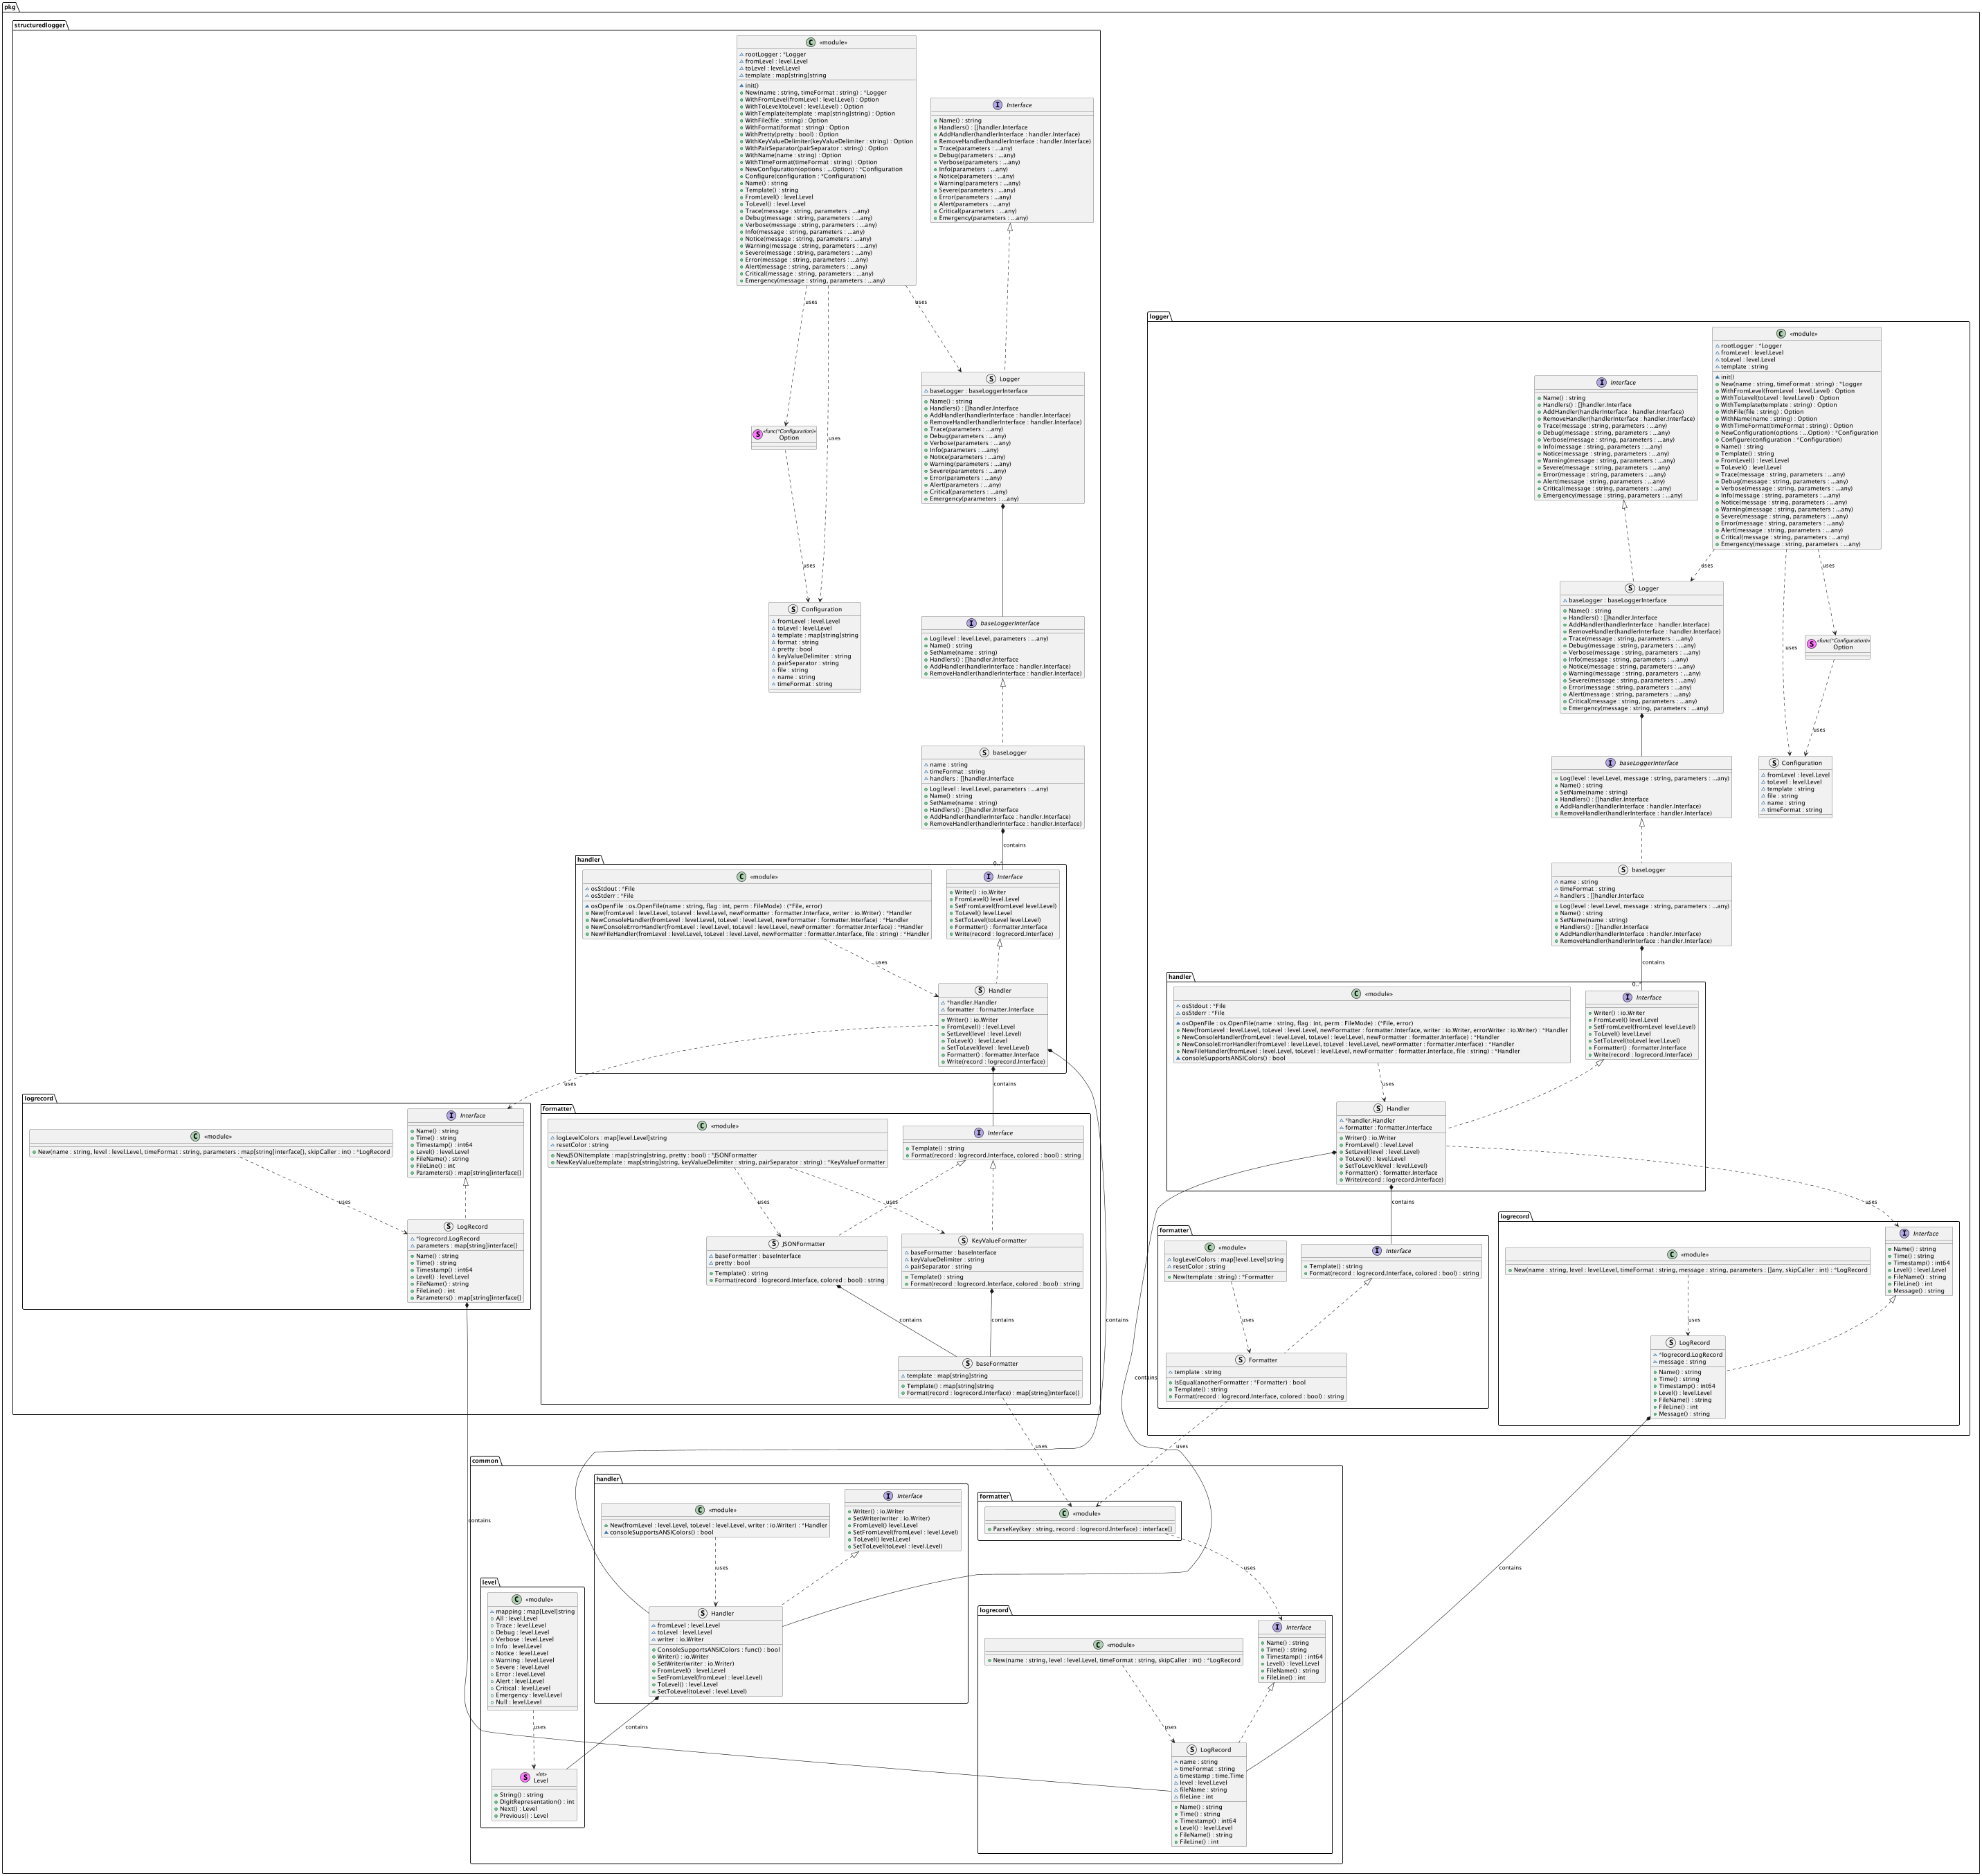 pkg
structuredlogger
C «module»
rootLogger : *Logger
fromLevel : level.Level
toLevel : level.Level
template : map[string]string
init()
New(name : string, timeFormat : string) : *Logger
WithFromLevel(fromLevel : level.Level) : Option
WithToLevel(toLevel : level.Level) : Option
WithTemplate(template : map[string]string) : Option
WithFile(file : string) : Option
WithFormat(format : string) : Option
WithPretty(pretty : bool) : Option
WithKeyValueDelimiter(keyValueDelimiter : string) : Option
WithPairSeparator(pairSeparator : string) : Option
WithName(name : string) : Option
WithTimeFormat(timeFormat : string) : Option
NewConfiguration(options : ...Option) : *Configuration
Configure(configuration : *Configuration)
Name() : string
Template() : string
FromLevel() : level.Level
ToLevel() : level.Level
Trace(message : string, parameters : ...any)
Debug(message : string, parameters : ...any)
Verbose(message : string, parameters : ...any)
Info(message : string, parameters : ...any)
Notice(message : string, parameters : ...any)
Warning(message : string, parameters : ...any)
Severe(message : string, parameters : ...any)
Error(message : string, parameters : ...any)
Alert(message : string, parameters : ...any)
Critical(message : string, parameters : ...any)
Emergency(message : string, parameters : ...any)
I Interface
Name() : string
Handlers() : []handler.Interface
AddHandler(handlerInterface : handler.Interface)
RemoveHandler(handlerInterface : handler.Interface)
Trace(parameters : ...any)
Debug(parameters : ...any)
Verbose(parameters : ...any)
Info(parameters : ...any)
Notice(parameters : ...any)
Warning(parameters : ...any)
Severe(parameters : ...any)
Error(parameters : ...any)
Alert(parameters : ...any)
Critical(parameters : ...any)
Emergency(parameters : ...any)
uses
uses
uses
S Logger
baseLogger : baseLoggerInterface
Name() : string
Handlers() : []handler.Interface
AddHandler(handlerInterface : handler.Interface)
RemoveHandler(handlerInterface : handler.Interface)
Trace(parameters : ...any)
Debug(parameters : ...any)
Verbose(parameters : ...any)
Info(parameters : ...any)
Notice(parameters : ...any)
Warning(parameters : ...any)
Severe(parameters : ...any)
Error(parameters : ...any)
Alert(parameters : ...any)
Critical(parameters : ...any)
Emergency(parameters : ...any)
S «func(*Configuration)»
Option
uses
S Configuration
fromLevel : level.Level
toLevel : level.Level
template : map[string]string
format : string
pretty : bool
keyValueDelimiter : string
pairSeparator : string
file : string
name : string
timeFormat : string
I baseLoggerInterface
Log(level : level.Level, parameters : ...any)
Name() : string
SetName(name : string)
Handlers() : []handler.Interface
AddHandler(handlerInterface : handler.Interface)
RemoveHandler(handlerInterface : handler.Interface)
S baseLogger
name : string
timeFormat : string
handlers : []handler.Interface
Log(level : level.Level, parameters : ...any)
Name() : string
SetName(name : string)
Handlers() : []handler.Interface
AddHandler(handlerInterface : handler.Interface)
RemoveHandler(handlerInterface : handler.Interface)
contains
0..*
handler
C «module»
osStdout : *File
osStderr : *File
osOpenFile : os.OpenFile(name : string, flag : int, perm : FileMode) : (*File, error)
New(fromLevel : level.Level, toLevel : level.Level, newFormatter : formatter.Interface, writer : io.Writer) : *Handler
NewConsoleHandler(fromLevel : level.Level, toLevel : level.Level, newFormatter : formatter.Interface) : *Handler
NewConsoleErrorHandler(fromLevel : level.Level, toLevel : level.Level, newFormatter : formatter.Interface) : *Handler
NewFileHandler(fromLevel : level.Level, toLevel : level.Level, newFormatter : formatter.Interface, file : string) : *Handler
I Interface
Writer() : io.Writer
FromLevel() level.Level
SetFromLevel(fromLevel level.Level)
ToLevel() level.Level
SetToLevel(toLevel level.Level)
Formatter() : formatter.Interface
Write(record : logrecord.Interface)
uses
S Handler
*handler.Handler
formatter : formatter.Interface
Writer() : io.Writer
FromLevel() : level.Level
SetLevel(level : level.Level)
ToLevel() : level.Level
SetToLevel(level : level.Level)
Formatter() : formatter.Interface
Write(record : logrecord.Interface)
uses
contains
contains
logrecord
C «module»
New(name : string, level : level.Level, timeFormat : string, parameters : map[string]interface{}, skipCaller : int) : *LogRecord
I Interface
Name() : string
Time() : string
Timestamp() : int64
Level() : level.Level
FileName() : string
FileLine() : int
Parameters() : map[string]interface{}
uses
S LogRecord
*logrecord.LogRecord
parameters : map[string]interface{}
Name() : string
Time() : string
Timestamp() : int64
Level() : level.Level
FileName() : string
FileLine() : int
Parameters() : map[string]interface{}
contains
formatter
C «module»
logLevelColors : map[level.Level]string
resetColor : string
NewJSON(template : map[string]string, pretty : bool) : *JSONFormatter
NewKeyValue(template : map[string]string, keyValueDelimiter : string, pairSeparator : string) : *KeyValueFormatter
I Interface
Template() : string
Format(record : logrecord.Interface, colored : bool) : string
uses
uses
S JSONFormatter
baseFormatter : baseInterface
pretty : bool
Template() : string
Format(record : logrecord.Interface, colored : bool) : string
S KeyValueFormatter
baseFormatter : baseInterface
keyValueDelimiter : string
pairSeparator : string
Template() : string
Format(record : logrecord.Interface, colored : bool) : string
contains
contains
S baseFormatter
template : map[string]string
Template() : map[string]string
Format(record : logrecord.Interface) : map[string]interface{}
uses
logger
C «module»
rootLogger : *Logger
fromLevel : level.Level
toLevel : level.Level
template : string
init()
New(name : string, timeFormat : string) : *Logger
WithFromLevel(fromLevel : level.Level) : Option
WithToLevel(toLevel : level.Level) : Option
WithTemplate(template : string) : Option
WithFile(file : string) : Option
WithName(name : string) : Option
WithTimeFormat(timeFormat : string) : Option
NewConfiguration(options : ...Option) : *Configuration
Configure(configuration : *Configuration)
Name() : string
Template() : string
FromLevel() : level.Level
ToLevel() : level.Level
Trace(message : string, parameters : ...any)
Debug(message : string, parameters : ...any)
Verbose(message : string, parameters : ...any)
Info(message : string, parameters : ...any)
Notice(message : string, parameters : ...any)
Warning(message : string, parameters : ...any)
Severe(message : string, parameters : ...any)
Error(message : string, parameters : ...any)
Alert(message : string, parameters : ...any)
Critical(message : string, parameters : ...any)
Emergency(message : string, parameters : ...any)
I Interface
Name() : string
Handlers() : []handler.Interface
AddHandler(handlerInterface : handler.Interface)
RemoveHandler(handlerInterface : handler.Interface)
Trace(message : string, parameters : ...any)
Debug(message : string, parameters : ...any)
Verbose(message : string, parameters : ...any)
Info(message : string, parameters : ...any)
Notice(message : string, parameters : ...any)
Warning(message : string, parameters : ...any)
Severe(message : string, parameters : ...any)
Error(message : string, parameters : ...any)
Alert(message : string, parameters : ...any)
Critical(message : string, parameters : ...any)
Emergency(message : string, parameters : ...any)
uses
uses
uses
S Logger
baseLogger : baseLoggerInterface
Name() : string
Handlers() : []handler.Interface
AddHandler(handlerInterface : handler.Interface)
RemoveHandler(handlerInterface : handler.Interface)
Trace(message : string, parameters : ...any)
Debug(message : string, parameters : ...any)
Verbose(message : string, parameters : ...any)
Info(message : string, parameters : ...any)
Notice(message : string, parameters : ...any)
Warning(message : string, parameters : ...any)
Severe(message : string, parameters : ...any)
Error(message : string, parameters : ...any)
Alert(message : string, parameters : ...any)
Critical(message : string, parameters : ...any)
Emergency(message : string, parameters : ...any)
S «func(*Configuration)»
Option
uses
I baseLoggerInterface
Log(level : level.Level, message : string, parameters : ...any)
Name() : string
SetName(name : string)
Handlers() : []handler.Interface
AddHandler(handlerInterface : handler.Interface)
RemoveHandler(handlerInterface : handler.Interface)
S Configuration
fromLevel : level.Level
toLevel : level.Level
template : string
file : string
name : string
timeFormat : string
S baseLogger
name : string
timeFormat : string
handlers : []handler.Interface
Log(level : level.Level, message : string, parameters : ...any)
Name() : string
SetName(name : string)
Handlers() : []handler.Interface
AddHandler(handlerInterface : handler.Interface)
RemoveHandler(handlerInterface : handler.Interface)
contains
0..*
handler
C «module»
osStdout : *File
osStderr : *File
osOpenFile : os.OpenFile(name : string, flag : int, perm : FileMode) : (*File, error)
New(fromLevel : level.Level, toLevel : level.Level, newFormatter : formatter.Interface, writer : io.Writer, errorWriter : io.Writer) : *Handler
NewConsoleHandler(fromLevel : level.Level, toLevel : level.Level, newFormatter : formatter.Interface) : *Handler
NewConsoleErrorHandler(fromLevel : level.Level, toLevel : level.Level, newFormatter : formatter.Interface) : *Handler
NewFileHandler(fromLevel : level.Level, toLevel : level.Level, newFormatter : formatter.Interface, file : string) : *Handler
consoleSupportsANSIColors() : bool
I Interface
Writer() : io.Writer
FromLevel() level.Level
SetFromLevel(fromLevel level.Level)
ToLevel() level.Level
SetToLevel(toLevel level.Level)
Formatter() : formatter.Interface
Write(record : logrecord.Interface)
uses
S Handler
*handler.Handler
formatter : formatter.Interface
Writer() : io.Writer
FromLevel() : level.Level
SetLevel(level : level.Level)
ToLevel() : level.Level
SetToLevel(level : level.Level)
Formatter() : formatter.Interface
Write(record : logrecord.Interface)
contains
uses
contains
formatter
C «module»
logLevelColors : map[level.Level]string
resetColor : string
New(template : string) : *Formatter
I Interface
Template() : string
Format(record : logrecord.Interface, colored : bool) : string
uses
S Formatter
template : string
IsEqual(anotherFormatter : *Formatter) : bool
Template() : string
Format(record : logrecord.Interface, colored : bool) : string
uses
logrecord
C «module»
New(name : string, level : level.Level, timeFormat : string, message : string, parameters : []any, skipCaller : int) : *LogRecord
I Interface
Name() : string
Time() : string
Timestamp() : int64
Level() : level.Level
FileName() : string
FileLine() : int
Message() : string
uses
S LogRecord
*logrecord.LogRecord
message : string
Name() : string
Time() : string
Timestamp() : int64
Level() : level.Level
FileName() : string
FileLine() : int
Message() : string
contains
common
handler
C «module»
New(fromLevel : level.Level, toLevel : level.Level, writer : io.Writer) : *Handler
consoleSupportsANSIColors() : bool
I Interface
Writer() : io.Writer
SetWriter(writer : io.Writer)
FromLevel() level.Level
SetFromLevel(fromLevel : level.Level)
ToLevel() level.Level
SetToLevel(toLevel : level.Level)
uses
S Handler
fromLevel : level.Level
toLevel : level.Level
writer : io.Writer
ConsoleSupportsANSIColors : func() : bool
Writer() : io.Writer
SetWriter(writer : io.Writer)
FromLevel() : level.Level
SetFromLevel(fromLevel : level.Level)
ToLevel() : level.Level
SetToLevel(toLevel : level.Level)
contains
formatter
C «module»
ParseKey(key : string, record : logrecord.Interface) : interface{}
uses
level
C «module»
mapping : map[Level]string
All : level.Level
Trace : level.Level
Debug : level.Level
Verbose : level.Level
Info : level.Level
Notice : level.Level
Warning : level.Level
Severe : level.Level
Error : level.Level
Alert : level.Level
Critical : level.Level
Emergency : level.Level
Null : level.Level
uses
S «int»
Level
String() : string
DigitRepresentation() : int
Next() : Level
Previous() : Level
logrecord
C «module»
New(name : string, level : level.Level, timeFormat : string, skipCaller : int) : *LogRecord
I Interface
Name() : string
Time() : string
Timestamp() : int64
Level() : level.Level
FileName() : string
FileLine() : int
uses
S LogRecord
name : string
timeFormat : string
timestamp : time.Time
level : level.Level
fileName : string
fileLine : int
Name() : string
Time() : string
Timestamp() : int64
Level() : level.Level
FileName() : string
FileLine() : int